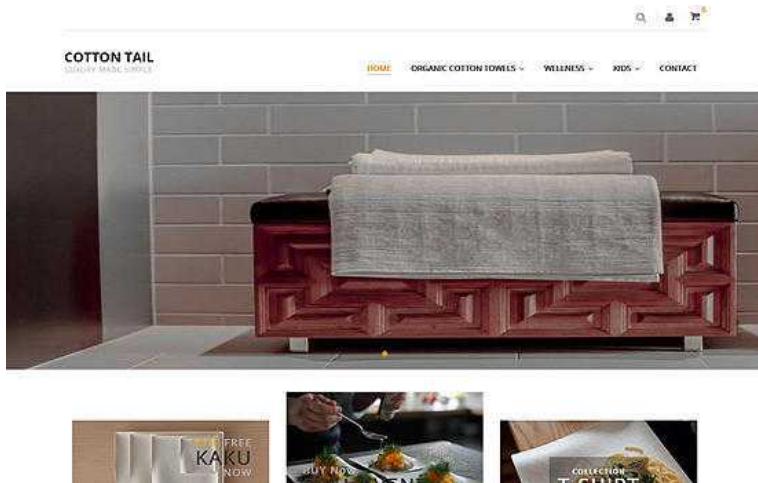 COTTON TAIL
LUXURY MADE SIMPLE
HOME ORGANIC COTTON TOWELS WELLNESS KIDS CONTACT
FREE
KAKU
NOW
BUY NOW
COLLECTION
T-SHIRT